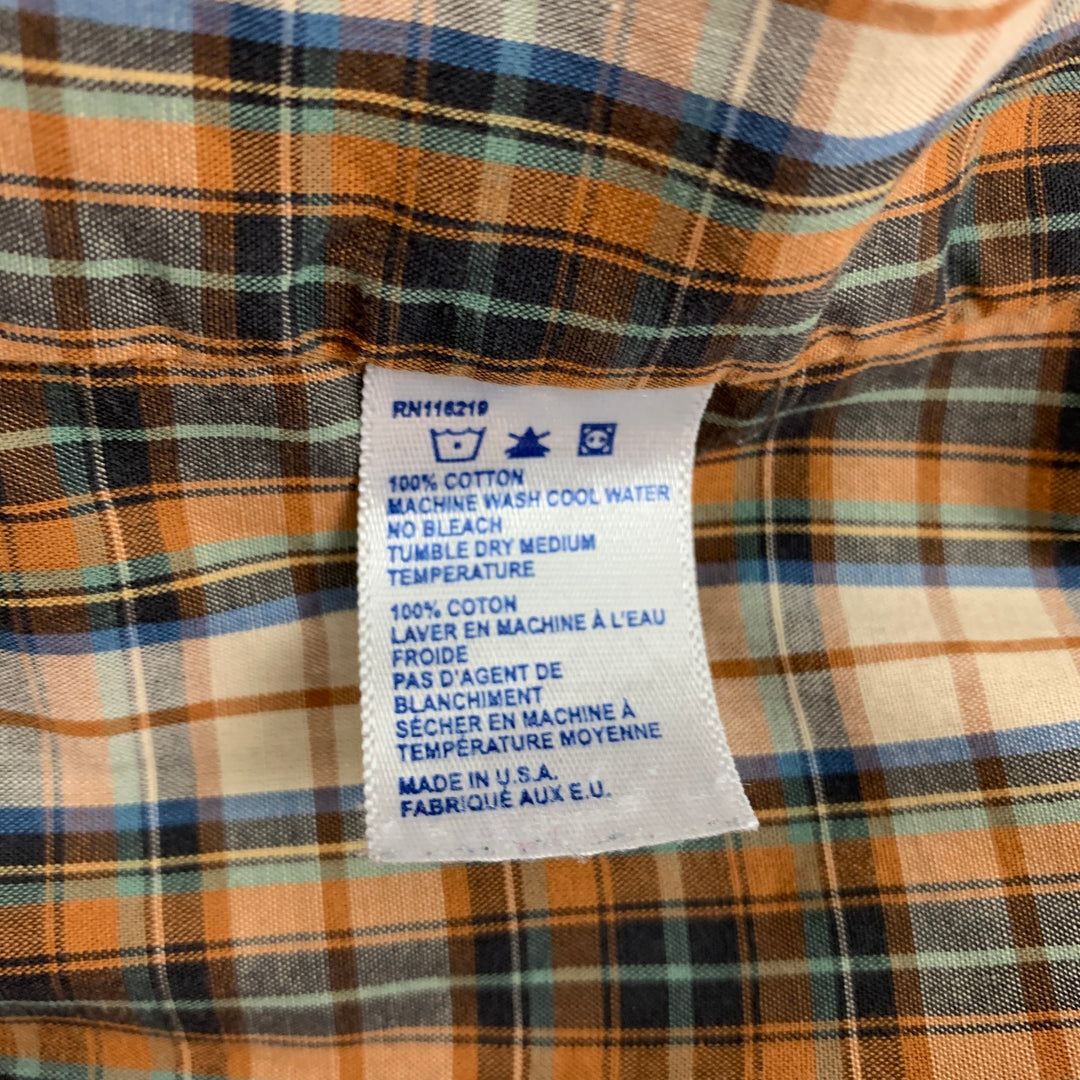 RN116219
100% COTTON
MACHINE WASH COOL WATER
NO BLEACH
TUMBLE DRY MEDIUM
TEMPERATURE
100% COTON
LAVER EN MACHINE À L'EAU
FROIDE
PAS D'AGENT DE
BLANCHIMENT
SÉCHER EN MACHINE À
TEMPÉRATURE MOYENNE
MADE IN U.S.A.
FABRIQUÉ AUX E.U.